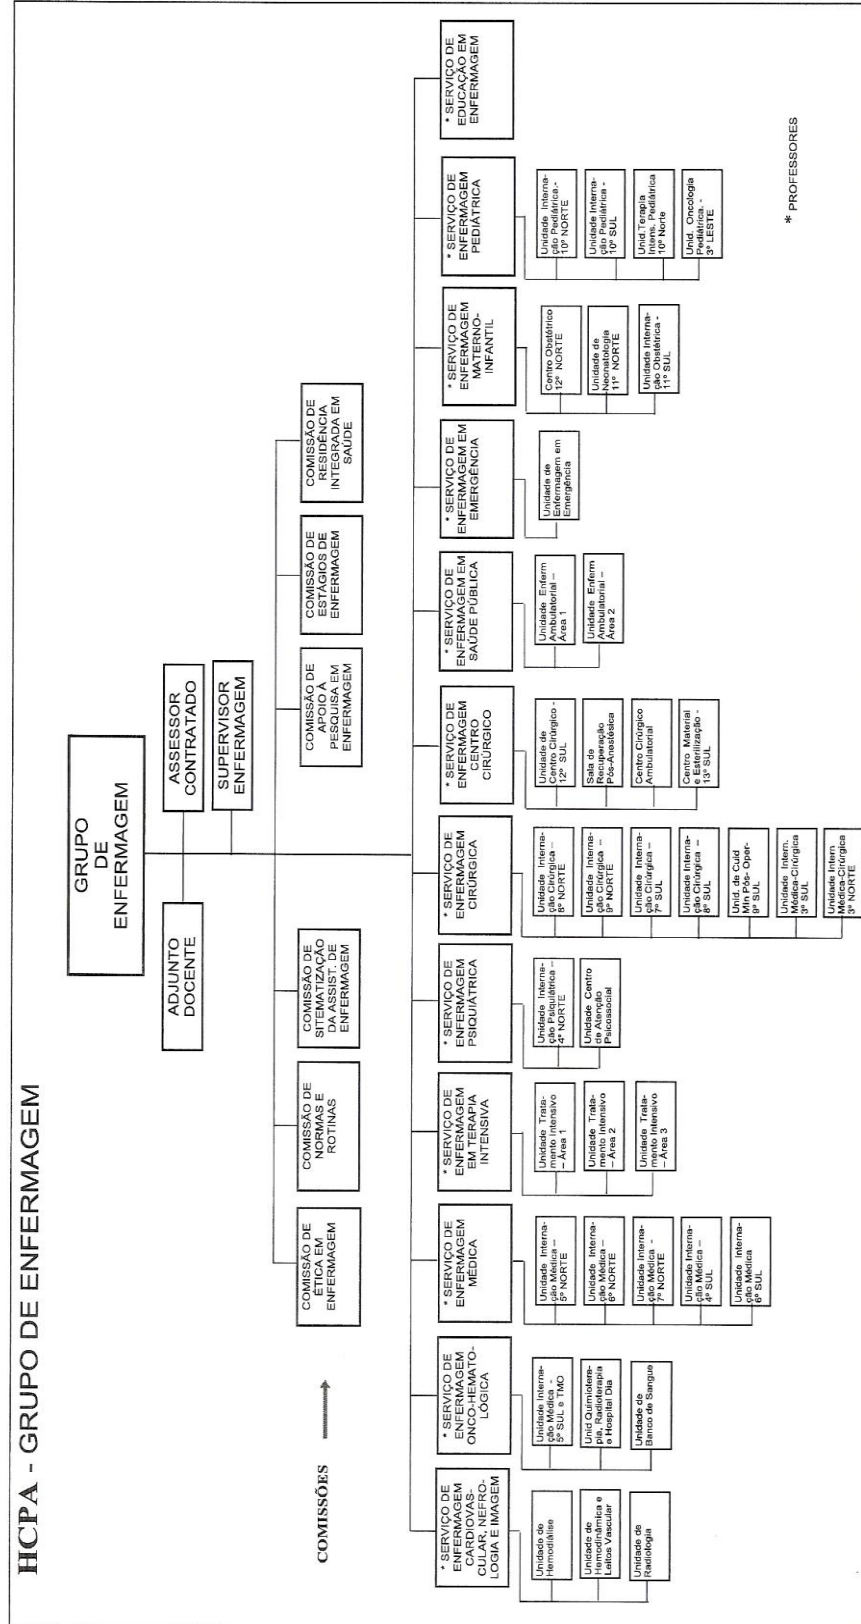 HCPA - GRUPO DE ENFERMAGEM
GRUPO
DE
ENFERMAGEM
ADJUNTO
DOCENTE
ASSESSOR
CONTRATADO
SUPERVISOR
ENFERMAGEM
COMISSÕES
COMISSÃO DE
ÉTICA EM
ENFERMAGEM
COMISSÃO DE
NORMAS E
ROTINAS
COMISSÃO DE
SITEMATIZAÇÃO
DA ASSIST. DE
ENFERMAGEM
COMISSÃO DE
APOIO À
PESQUISA EM
ENFERMAGEM
COMISSÃO DE
ESTÁGIOS DE
ENFERMAGEM
COMISSÃO DE
RESIDÊNCIA
INTEGRADA EM
SAÚDE
* SERVIÇO DE
ENFERMAGEM
CARDIOVAS-
CULAR, NEFRO-
LOGIA E IMAGEM
Unidade de
Hemodiálise
Unidade de
Hemodinâmica e
Leitos Vascular
Unidade de
Radiologia
* SERVIÇO DE
ENFERMAGEM
ONCO-HEMATO-
LÓGICA
Unidade Interna-
ção Médica -
5º SUL e TMO
Unid Quimiotera-
pia, Radioterapia
e Hospital Dia
Unidade de
Banco de Sangue
* SERVIÇO DE
ENFERMAGEM
MÉDICA
Unidade Interna-
ção Médica –
5º NORTE
Unidade Interna-
ção Médica –
6º NORTE
Unidade Interna-
ção Médica -
7º NORTE
Unidade Interna-
ção Médica –
4º SUL
Unidade Interna-
ção Médica
6º SUL
* SERVIÇO DE
ENFERMAGEM
EM TERAPIA
INTENSIVA
Unidade Trata-
mento Intensivo
– Área 1
Unidade Trata-
mento Intensivo
– Área 2
Unidade Trata-
mento Intensivo
– Área 3
* SERVIÇO DE
ENFERMAGEM
PSIQUIÁTRICA
Unidade Interna-
ção Psiquiátrica –
4º NORTE
Unidade Centro
de Atenção
Psicossocial
* SERVIÇO DE
ENFERMAGEM
CIRÚRGICA
Unidade Interna-
ção Cirúrgica –
8º NORTE
Unidade Interna-
ção Cirúrgica –
9º NORTE
Unidade Interna-
ção Cirúrgica –
7º SUL
Unidade Interna-
ção Cirúrgica –
8º SUL
Unid. de Cuid
Min Pós- Oper-
9º SUL
Unidade Intern.
Médica-Cirúrgica
3º SUL
Unidade Intern
Médica-Cirúrgica
3º NORTE
* SERVIÇO DE
ENFERMAGEM
CENTRO
CIRÚRGICO
Unidade de
Centro Cirúrgico -
12º SUL
Sala de
Recuperação
Pós-Anestésica
Centro Cirúrgico
Ambulatorial
Centro Material
e Esterilização -
13º SUL
* SERVIÇO DE
ENFERMAGEM EM
SAÚDE PÚBLICA
Unidade Enferm
Ambulatorial –
Área 1
Unidade Enferm
Ambulatorial –
Área 2
* SERVIÇO DE
ENFERMAGEM EM
EMERGÊNCIA
Unidade de
Enfermagem em
Emergência
* SERVIÇO DE
ENFERMAGEM
MATERNO-
INFANTIL
Centro Obstétrico
12º NORTE
Unidade de
Neonatologia
11º NORTE
Unidade Interna-
ção Obstétrica -
11º SUL
* SERVIÇO DE
ENFERMAGEM
PEDIÁTRICA
Unidade Interna-
ção Pediátrica.-
10º NORTE
Unidade Interna-
ção Pediátrica -
10º SUL
Unid.Terapia
Intens. Pediátrica
10º Norte
Unid. Oncologia
Pediátrica. -
3º LESTE
* SERVIÇO DE
EDUCAÇÃO EM
ENFERMAGEM
* PROFESSORES